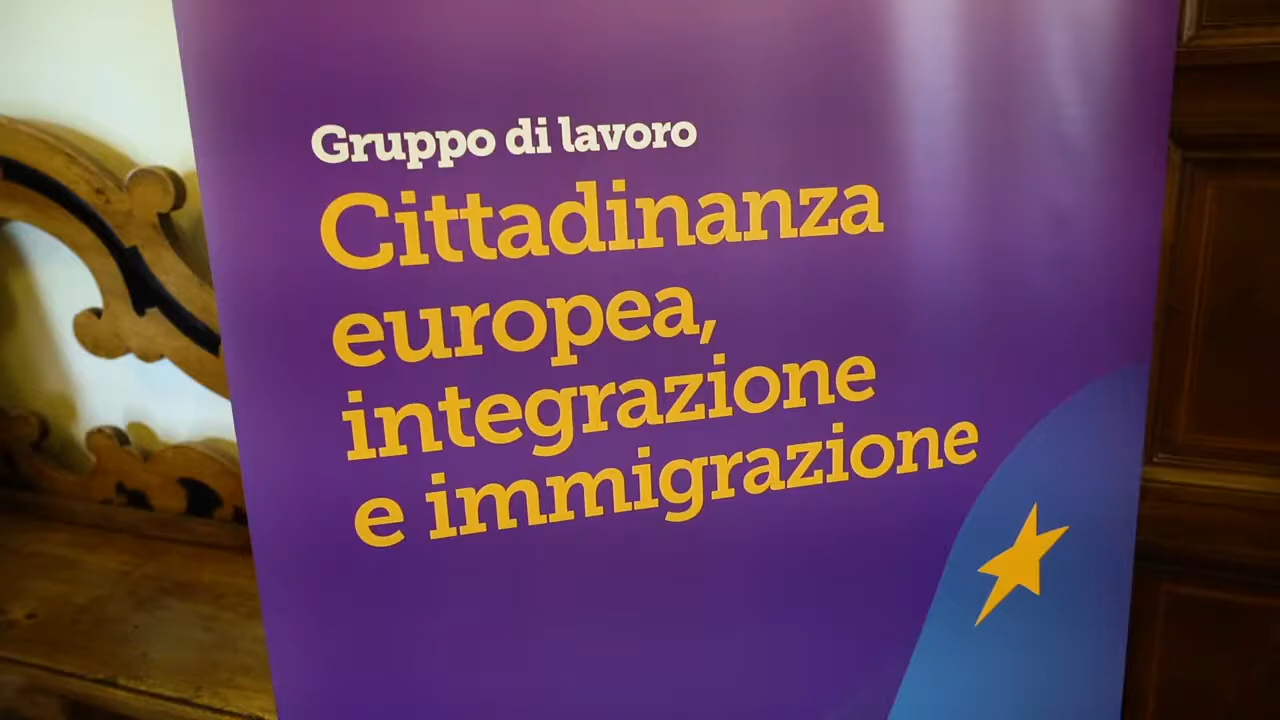 Gruppo di lavoro
Cittadinanza
europea,
integrazione
e immigrazione